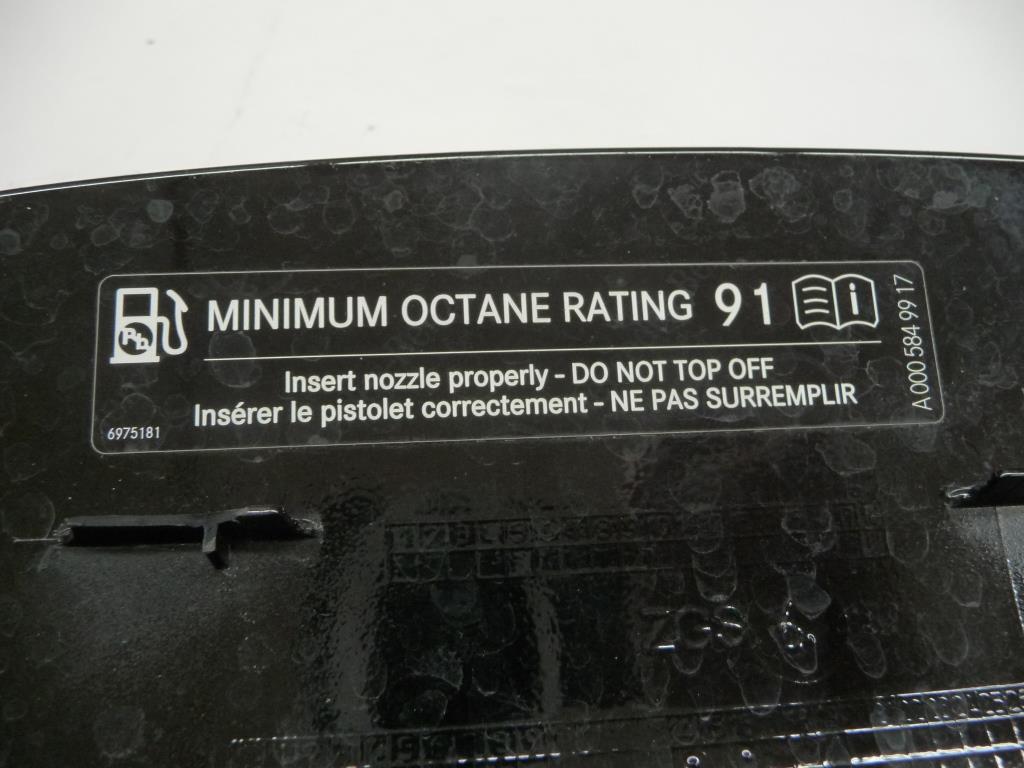 MINIMUM OCTANE RATING 91
Insert nozzle properly - DO NOT TOP OFF
Insérer le pistolet correctement - NE PAS SURREMPLIR
6975181
A 000 584 99 17
ZGS